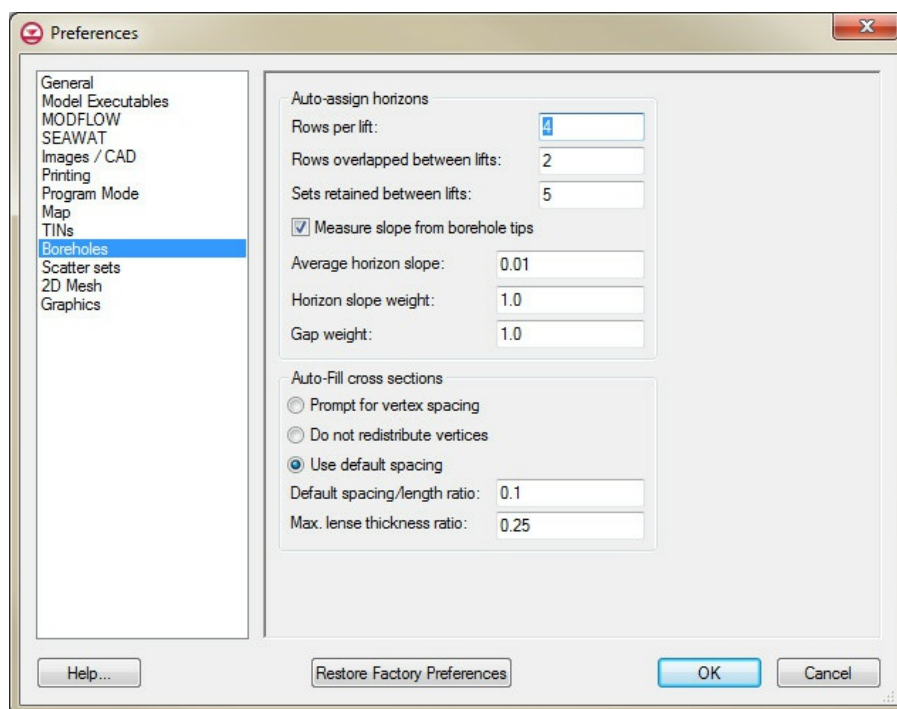 Preferences
General
Model Executables
MODFLOW
SEAWAT
Images / CAD
Printing
Program Mode
Map
TINs
Boreholes
Scatter sets
2D Mesh
Graphics
Auto-assign horizons
Rows per lift: 4
Rows overlapped between lifts: 2
Sets retained between lifts: 5
Measure slope from borehole tips
Average horizon slope: 0.01
Horizon slope weight: 1.0
Gap weight: 1.0
Auto-Fill cross sections
Prompt for vertex spacing
Do not redistribute vertices
Use default spacing
Default spacing/length ratio: 0.1
Max. lense thickness ratio: 0.25
Help... Restore Factory Preferences OK Cancel